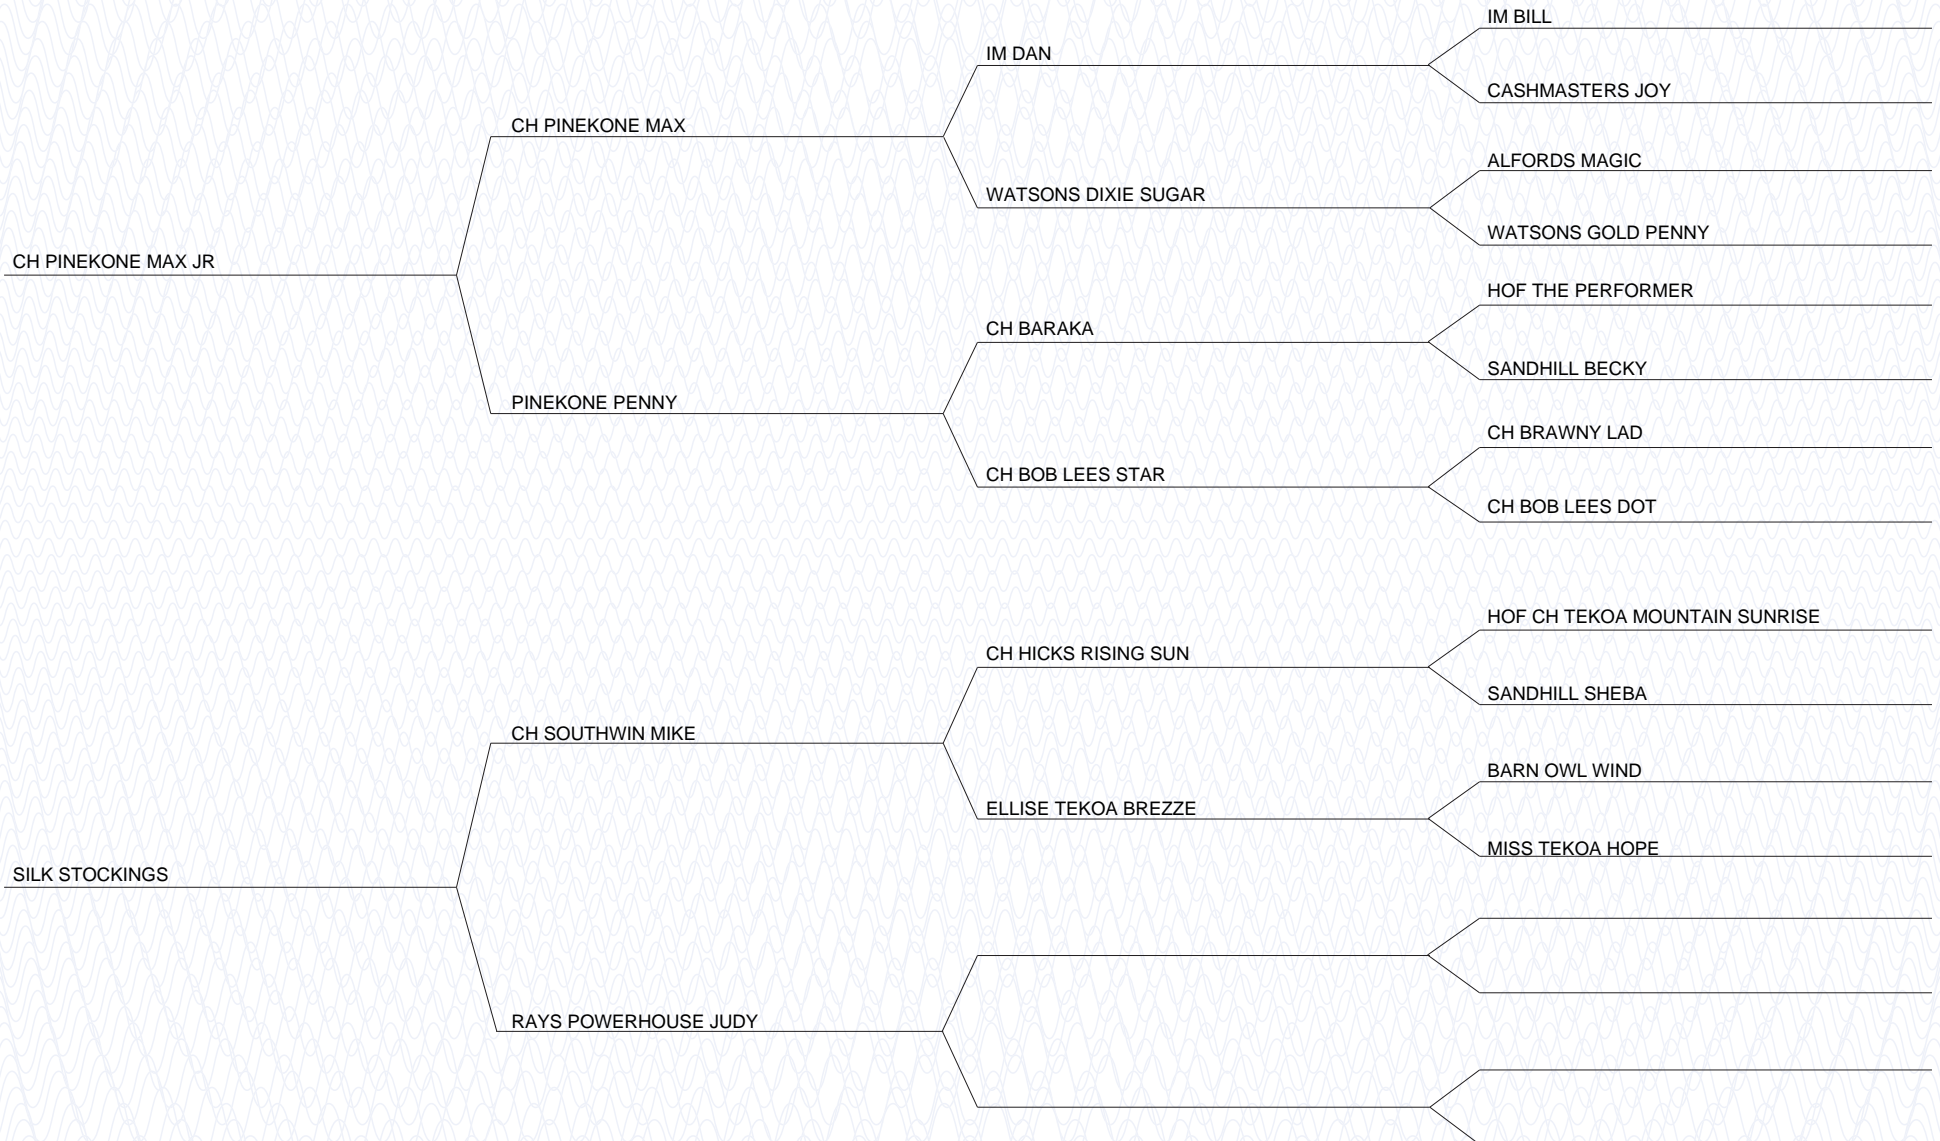 IM BILL
IM DAN
CASHMASTERS JOY
CH PINEKONE MAX
ALFORDS MAGIC
WATSONS DIXIE SUGAR
WATSONS GOLD PENNY
CH PINEKONE MAX JR
HOF THE PERFORMER
CH BARAKA
SANDHILL BECKY
PINEKONE PENNY
CH BRAWNY LAD
CH BOB LEES STAR
CH BOB LEES DOT
HOF CH TEKOA MOUNTAIN SUNRISE
CH HICKS RISING SUN
SANDHILL SHEBA
CH SOUTHWIN MIKE
BARN OWL WIND
ELLISE TEKOA BREZZE
MISS TEKOA HOPE
SILK STOCKINGS
RAYS POWERHOUSE JUDY